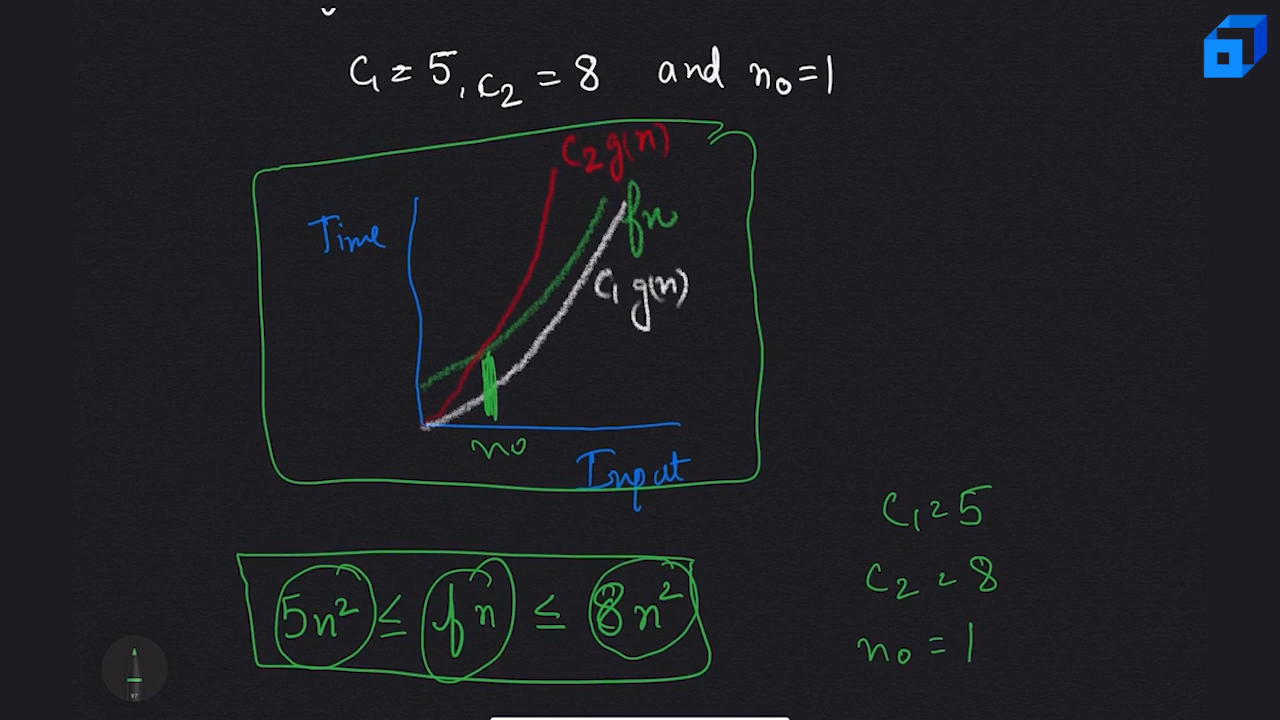 C₁ = 5, C₂ = 8 and n₀ = 1
C₂ g(n)
fn
Time
C₁ g(n)
n₀
Input
C₁ = 5
C₂ = 8
5n² ≤ fn ≤ 8n²
n₀ = 1